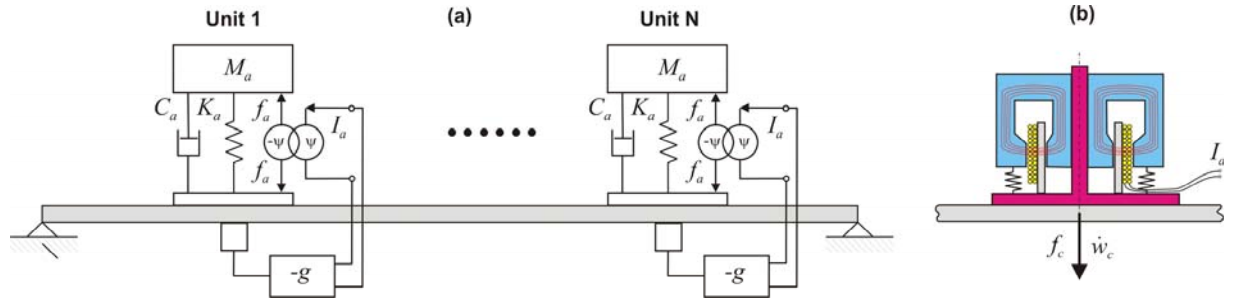 Unit 1
(a)
Unit N
(b)
M_a
M_a
C_a K_a f_a
I_a
-ψ ψ
f_a
C_a K_a f_a
I_a
-ψ ψ
f_a
I_a
-g
-g
f_c ẇ_c